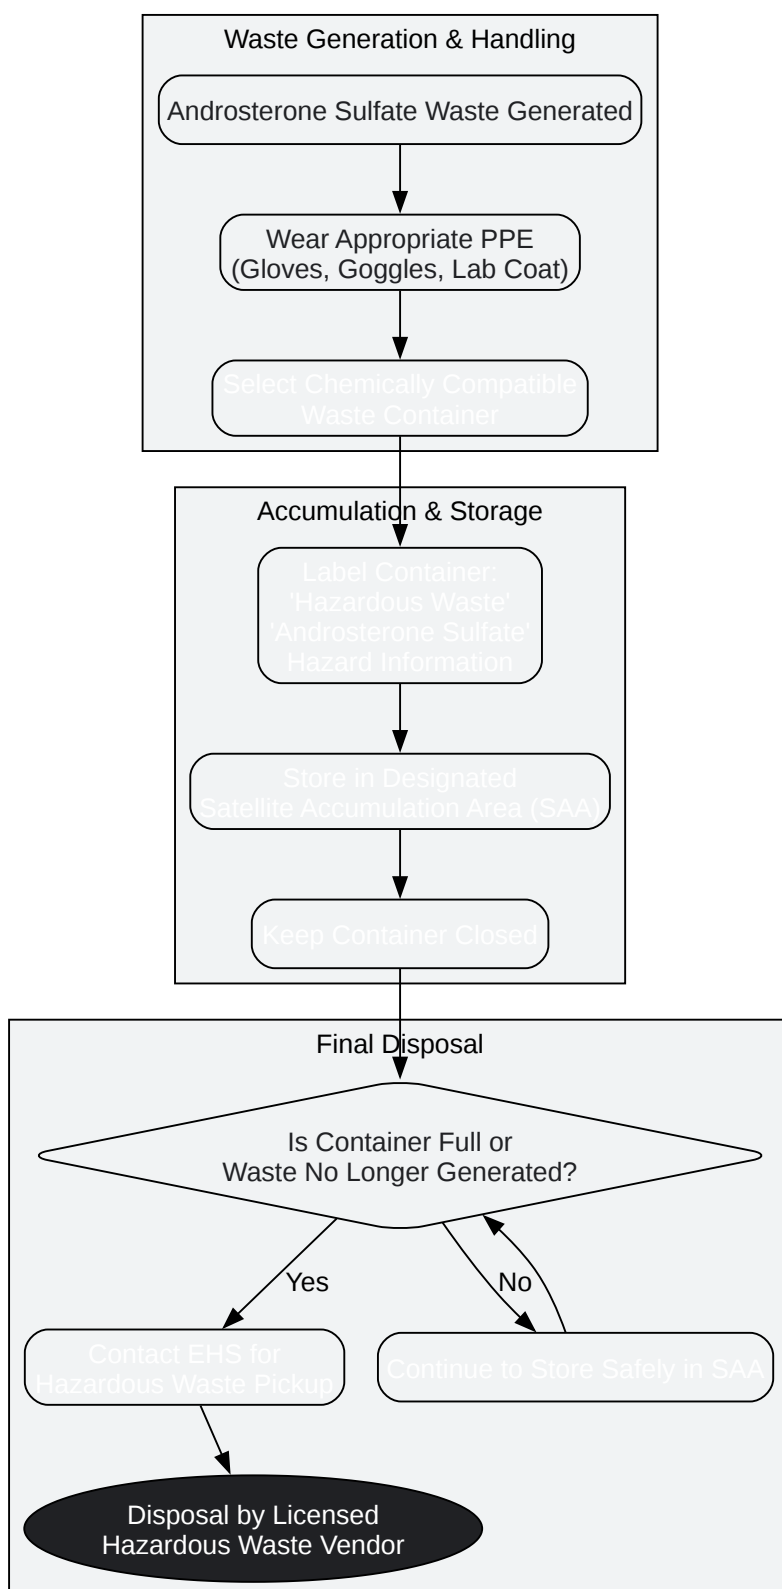 Waste Generation & Handling
Androsterone Sulfate Waste Generated
Wear Appropriate PPE
(Gloves, Goggles, Lab Coat)
Select Chemically Compatible
Waste Container
Accumulation & Storage
Label Container:
'Hazardous Waste'
'Androsterone Sulfate'
Hazard Information
Store in Designated
Satellite Accumulation Area (SAA)
Keep Container Closed
Final Disposal
Is Container Full or
Waste No Longer Generated?
Yes
No
Contact EHS for
Hazardous Waste Pickup
Continue to Store Safely in SAA
Disposal by Licensed
Hazardous Waste Vendor